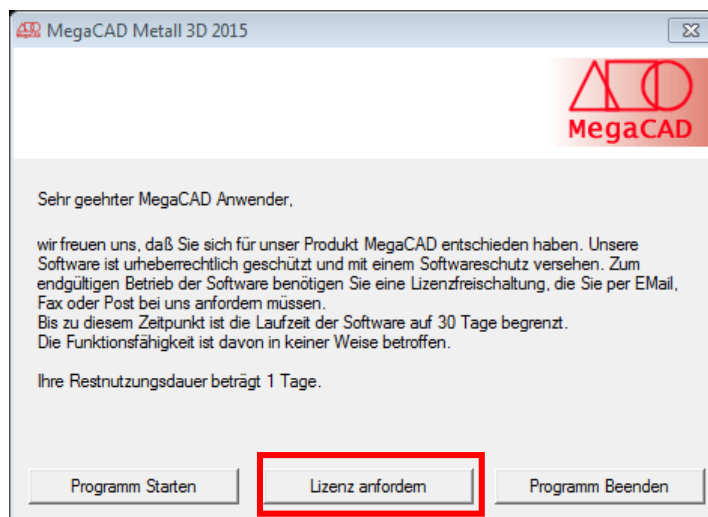 MegaCAD Metall 3D 2015
MegaCAD
Sehr geehrter MegaCAD Anwender,
wir freuen uns, daß Sie sich für unser Produkt MegaCAD entschieden haben. Unsere
Software ist urheberrechtlich geschützt und mit einem Softwareschutz versehen. Zum
endgültigen Betrieb der Software benötigen Sie eine Lizenzfreischaltung, die Sie per EMail,
Fax oder Post bei uns anfordern müssen.
Bis zu diesem Zeitpunkt ist die Laufzeit der Software auf 30 Tage begrenzt.
Die Funktionsfähigkeit ist davon in keiner Weise betroffen.
Ihre Restnutzungsdauer beträgt 1 Tage.
Programm Starten
Lizenz anfordern
Programm Beenden